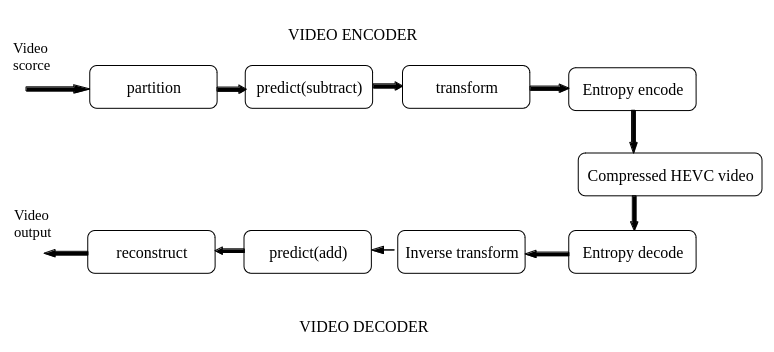 VIDEO ENCODER
Video
scorce
partition
predict(subtract)
transform
Entropy encode
Compressed HEVC video
Video
output
reconstruct
predict(add)
Inverse transform
Entropy decode
VIDEO DECODER